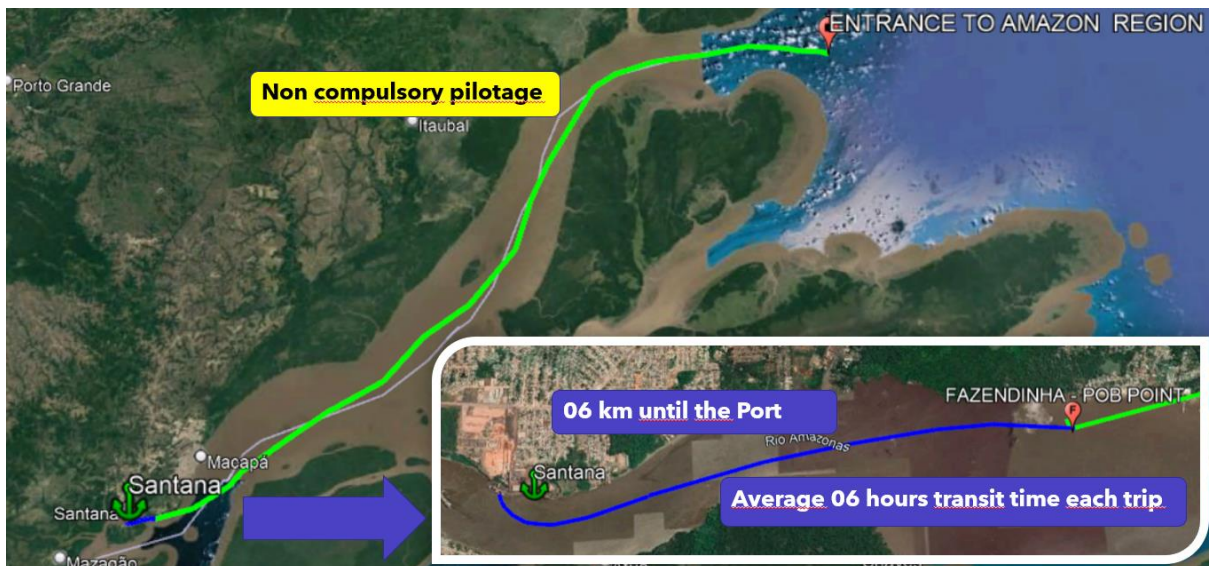 ENTRANCE TO AMAZON REGION
Porto Grande
Non compulsory pilotage
Itaubal
FAZENDINHA - POB POINT
06 km until the Port
Rio Amazonas
Macapá
Santana
Santana
Santana
Average 06 hours transit time each trip
Mazagão